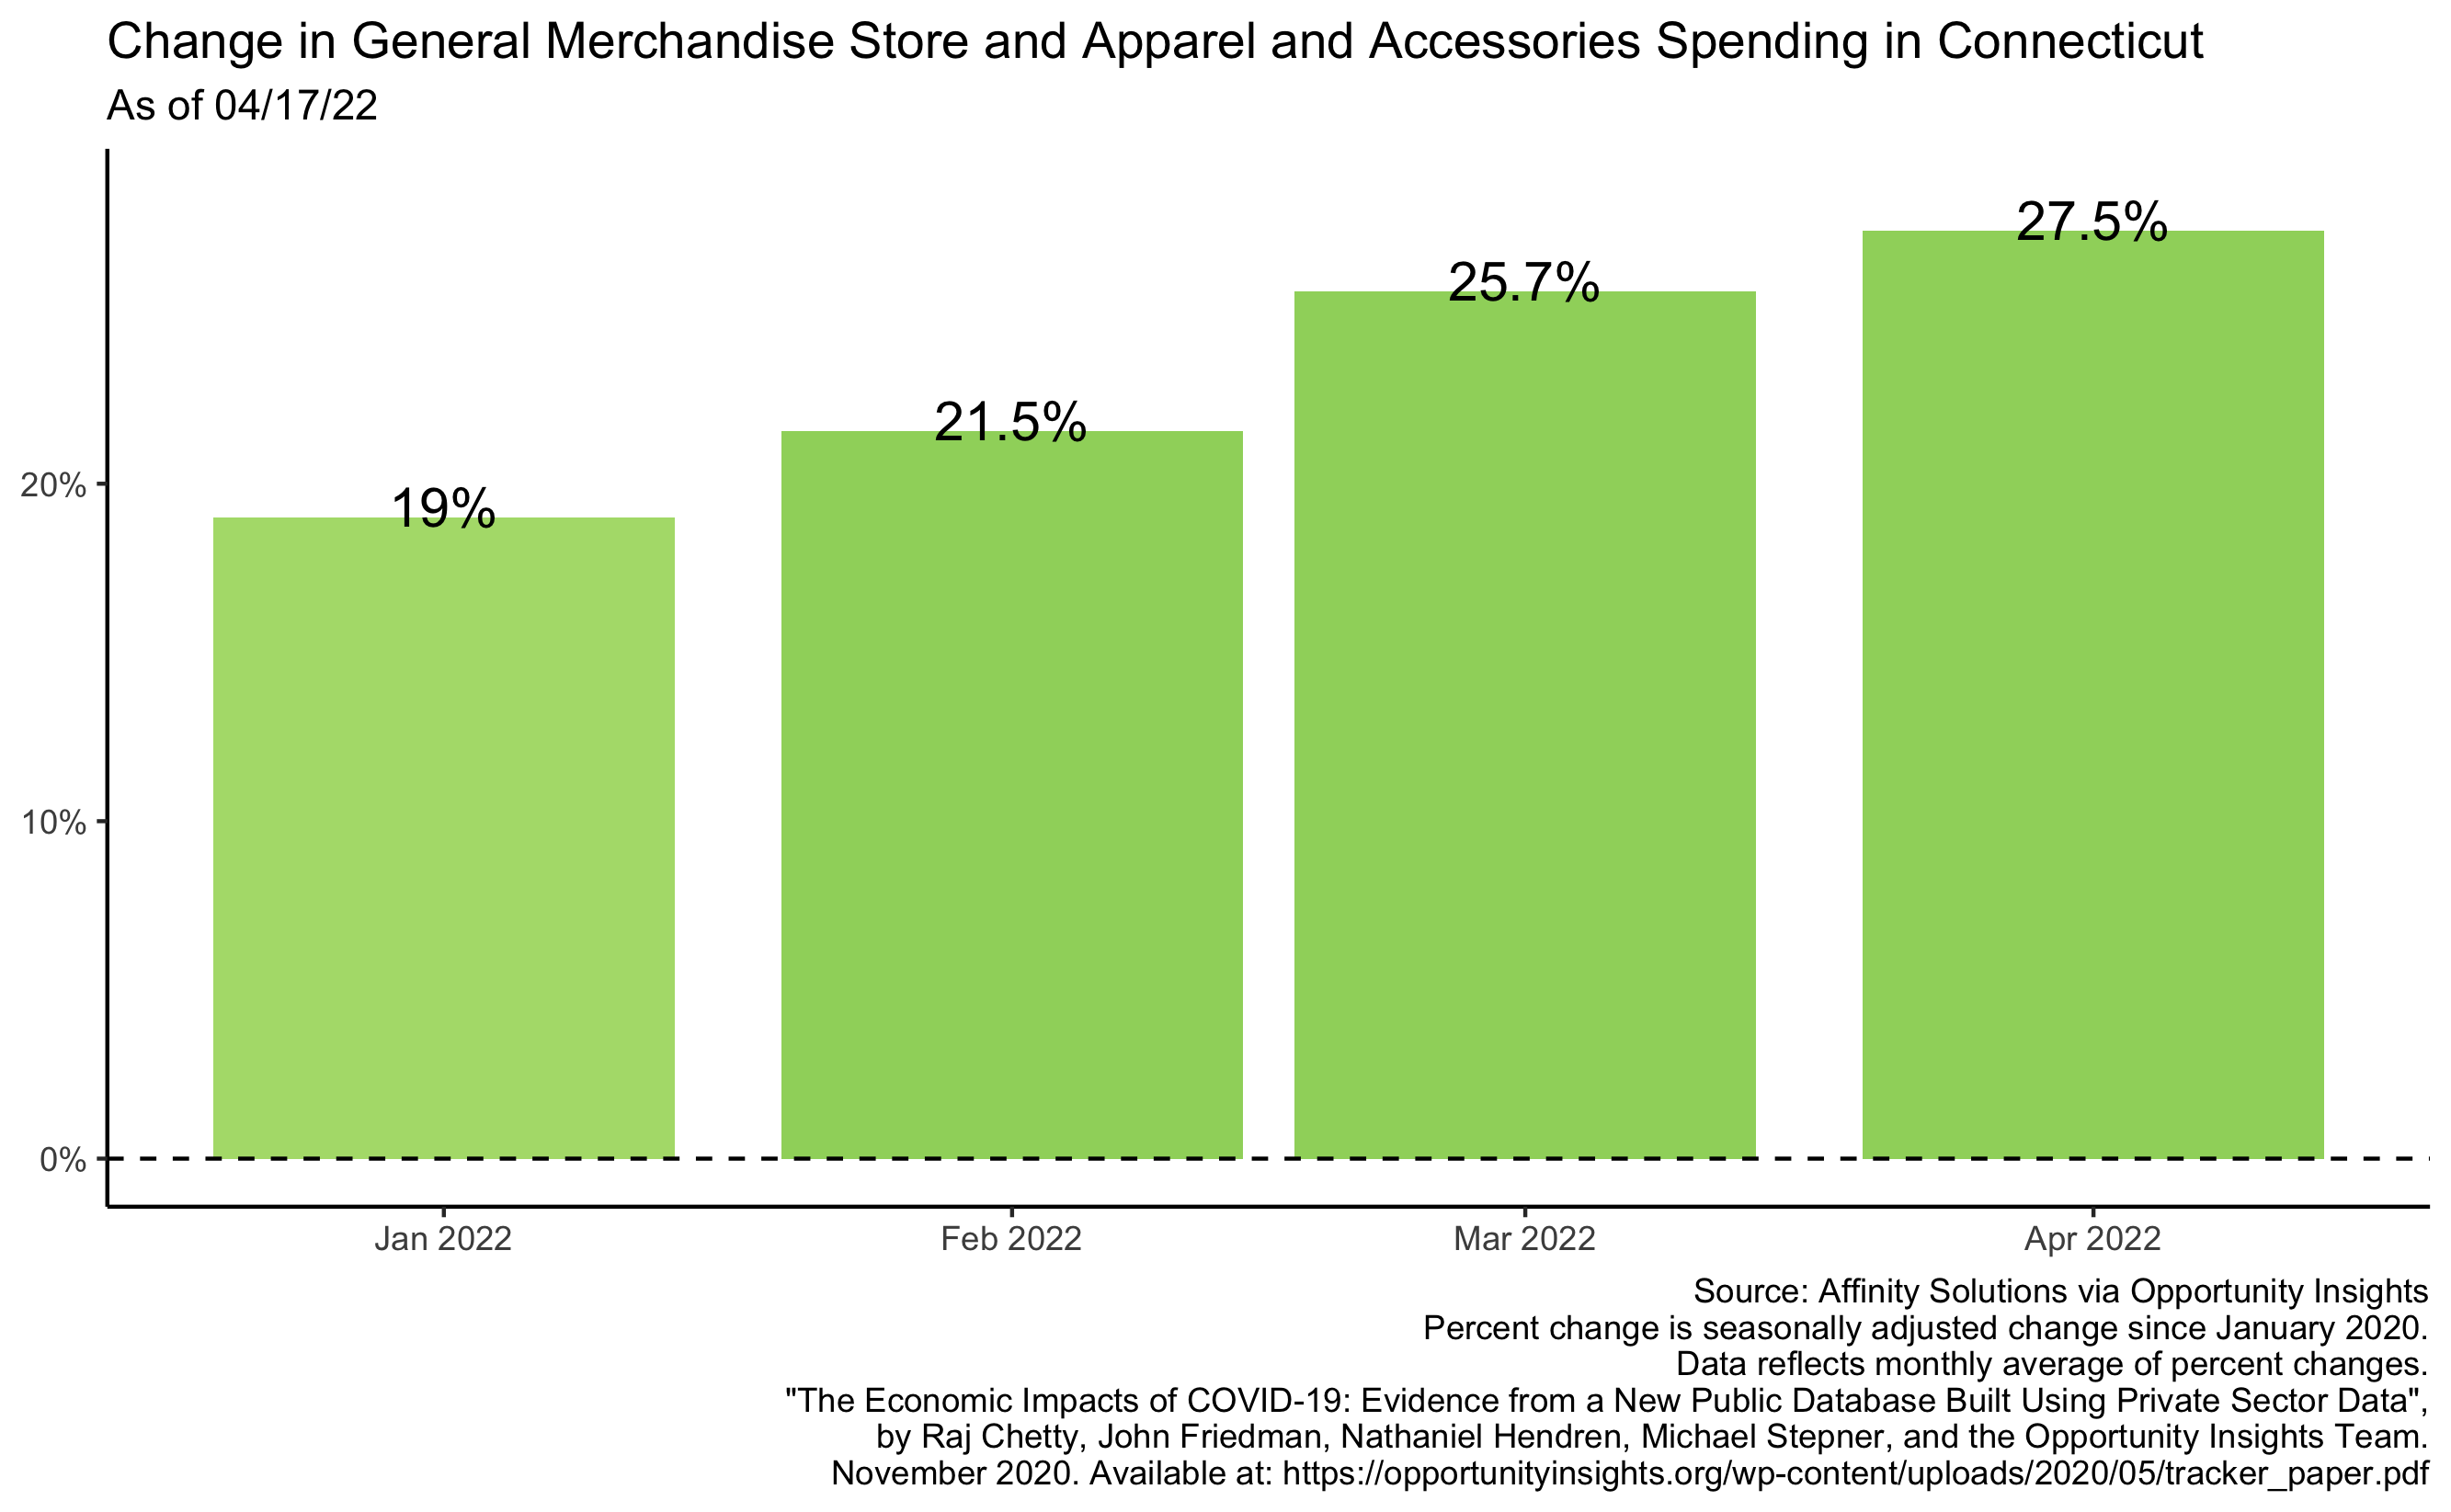 Change in General Merchandise Store and Apparel and Accessories Spending in Connecticut
As of 04/17/22
27.5%
25.7%
21.5%
19%
20%
10%
0%
Jan 2022
Feb 2022
Mar 2022
Apr 2022
Source: Affinity Solutions via Opportunity Insights
Percent change is seasonally adjusted change since January 2020.
Data reflects monthly average of percent changes.
"The Economic Impacts of COVID-19: Evidence from a New Public Database Built Using Private Sector Data",
by Raj Chetty, John Friedman, Nathaniel Hendren, Michael Stepner, and the Opportunity Insights Team.
November 2020. Available at: https://opportunityinsights.org/wp-content/uploads/2020/05/tracker_paper.pdf